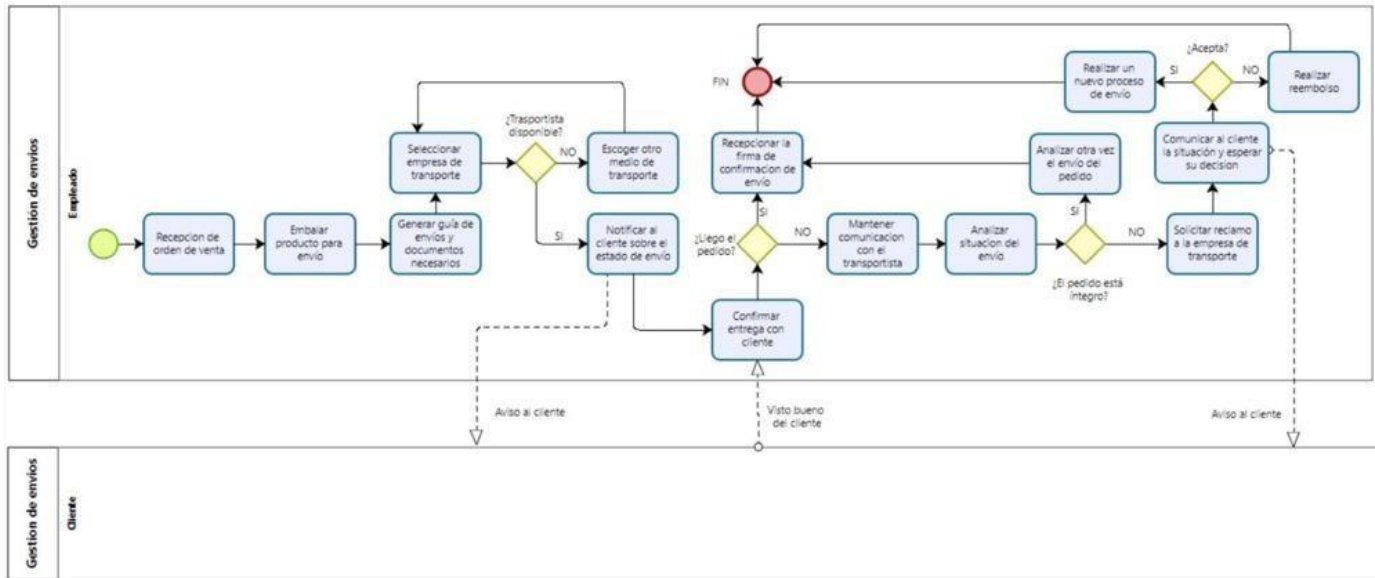 Gestión de envios
Empleado
Recepcion de
orden de venta
Embalar
producto para
envío
Generar guía de
envíos y
documentos
necesarios
Seleccionar
empresa de
transporte
¿Trasportista
disponible?
NO
Escoger otro
medio de
transporte
SI
Notificar al
cliente sobre el
estado de envío
Confirmar
entrega con
cliente
¿Llego el
pedido?
SI
NO
Recepcionar la
firma de
confirmacion de
envío
FIN
Mantener
comunicacion
con el
transportista
Analizar
situacion del
envío
¿El pedido está
íntegro?
SI
NO
Analizar otra vez
el envío del
pedido
Solicitar reclamo
a la empresa de
transporte
Comunicar al cliente
la situación y esperar
su decision
¿Acepta?
SI
NO
Realizar un
nuevo proceso
de envío
Realizar
reembolso
Aviso al cliente
Visto bueno
del cliente
Aviso al cliente
Gestion de envios
Cliente